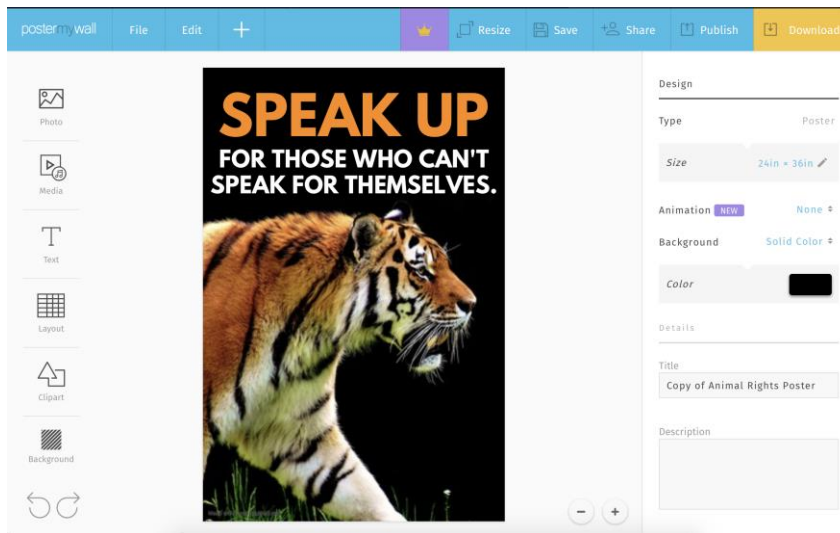 postermywall
File
Edit
Resize
Save
Share
Publish
Download
Photo
Media
Text
Layout
Clipart
Background
SPEAK UP
FOR THOSE WHO CAN'T
SPEAK FOR THEMSELVES.
Design
Type Poster
Size 24in × 36in
Animation NEW None
Background Solid Color
Color
Details
Title
Copy of Animal Rights Poster
Description